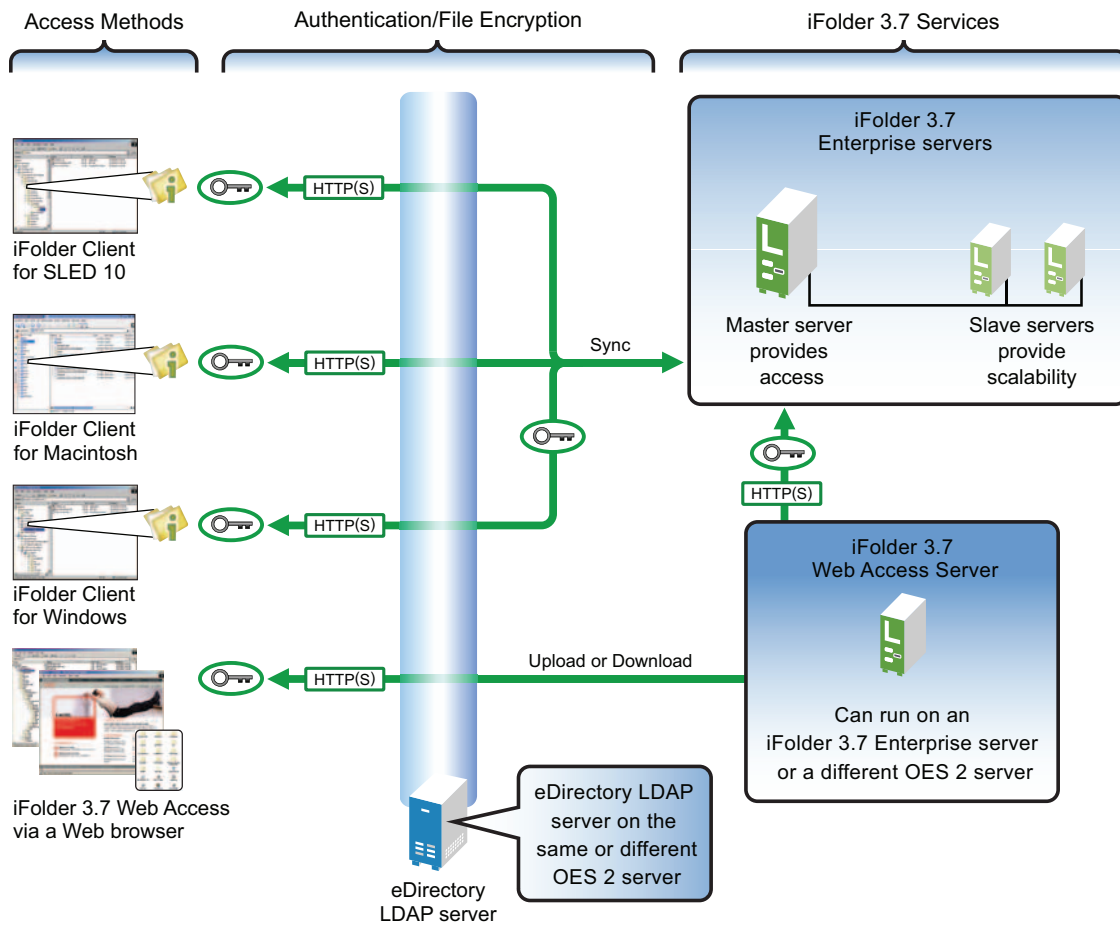 Access Methods
Authentication/File Encryption
iFolder 3.7 Services
iFolder 3.7
Enterprise servers
HTTP(S)
iFolder Client
for SLED 10
Master server
provides
access
Slave servers
provide
scalability
HTTP(S)
Sync
iFolder Client
for Macintosh
HTTP(S)
HTTP(S)
iFolder Client
for Windows
iFolder 3.7
Web Access Server
Upload or Download
HTTP(S)
Can run on an
iFolder 3.7 Enterprise server
or a different OES 2 server
iFolder 3.7 Web Access
via a Web browser
eDirectory LDAP
server on the
same or different
OES 2 server
eDirectory
LDAP server